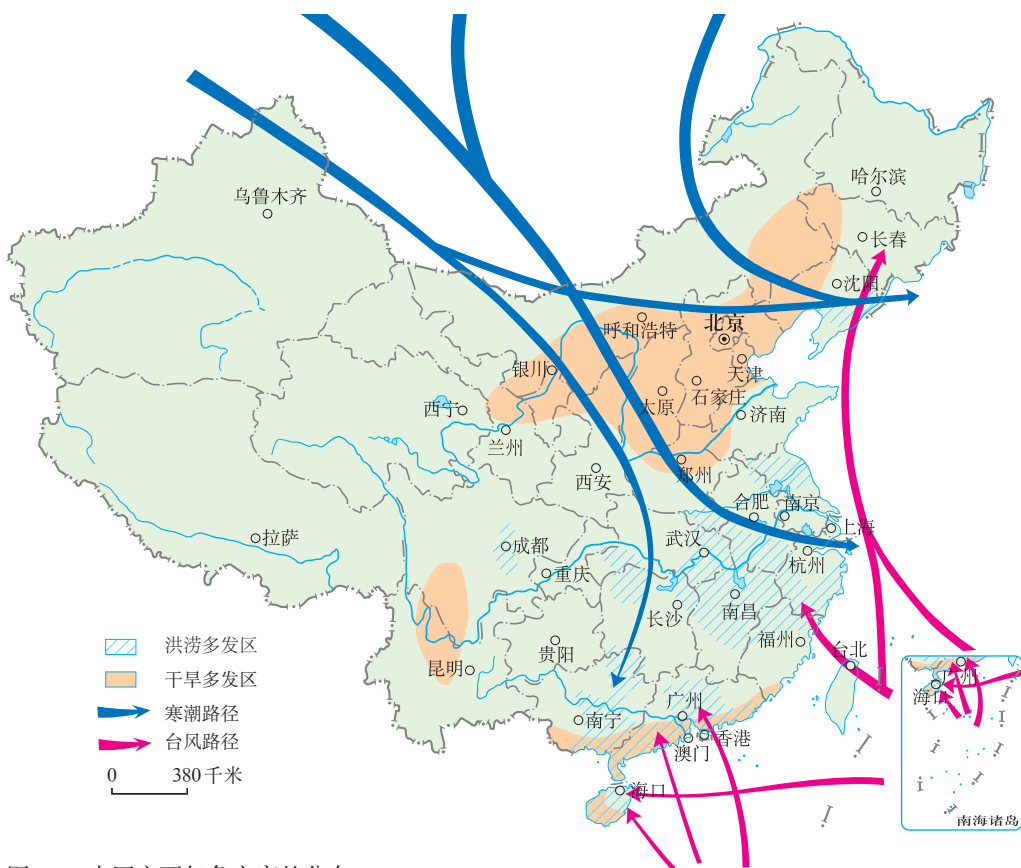 哈尔滨
乌鲁木齐
长春
沈阳
北京
呼和浩特
天津
银川
石家庄
太原
西宁
济南
兰州
郑州
西安
合肥
南京
上海
拉萨
成都
武汉
杭州
重庆
长沙
南昌
福州
台北
贵阳
昆明
广州
南宁
香港
澳门
海口
洪涝多发区
干旱多发区
寒潮路径
台风路径
0 380千米
广州
海口
南海诸岛